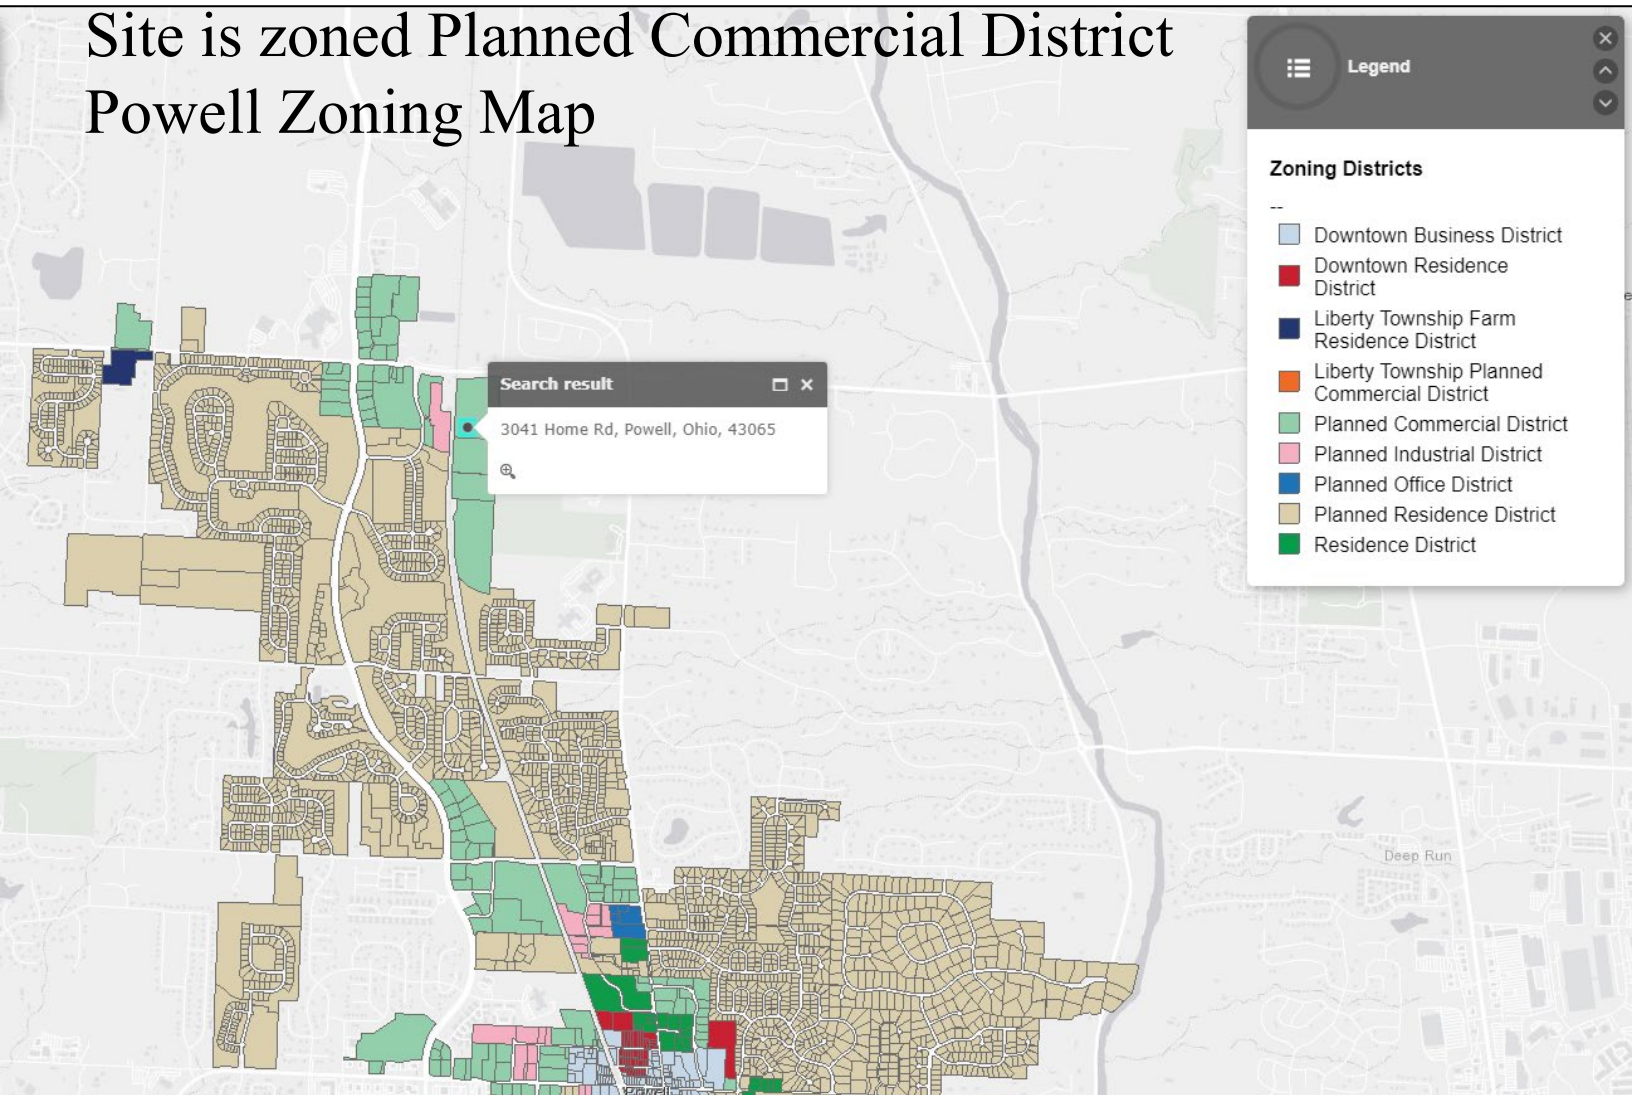 Site is zoned Planned Commercial District
Powell Zoning Map
Legend
Zoning Districts
--
Downtown Business District
Downtown Residence
District
Liberty Township Farm
Residence District
Liberty Township Planned
Commercial District
Planned Commercial District
Planned Industrial District
Planned Office District
Planned Residence District
Residence District
Search result
3041 Home Rd, Powell, Ohio, 43065
Deep Run
Powell